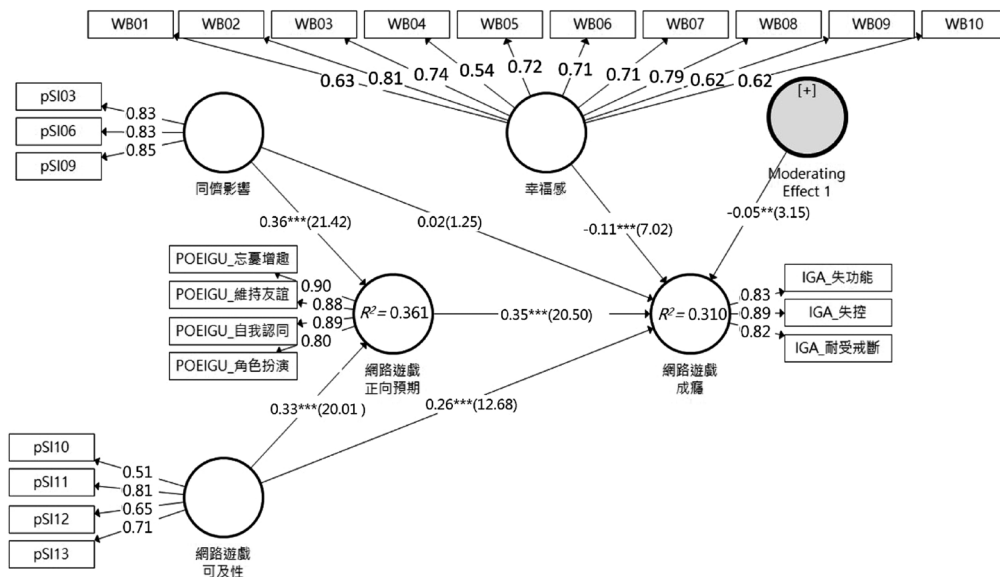 WB01 WB02 WB03 WB04 WB05 WB06 WB07 WB08 WB09 WB10
0.63 0.81 0.74 0.54 0.72 0.71 0.71 0.79 0.62 0.62
pSI03
0.83
pSI06
0.83
pSI09
0.85
同儕影響
幸福感
[+]
Moderating
Effect 1
0.36***(21.42)
0.02(1.25)
-0.11***(7.02)
-0.05**(3.15)
POEIGU_忘憂增趣
0.90
POEIGU_維持友誼
0.88
POEIGU_自我認同
0.89
POEIGU_角色扮演
0.80
R² = 0.361
網路遊戲
正向預期
0.35***(20.50)
R² = 0.310
網路遊戲
成癮
0.83
IGA_失功能
0.89
IGA_失控
0.82
IGA_耐受戒斷
0.33***(20.01 )
0.26***(12.68)
pSI10
0.51
pSI11
0.81
pSI12
0.65
pSI13
0.71
網路遊戲
可及性